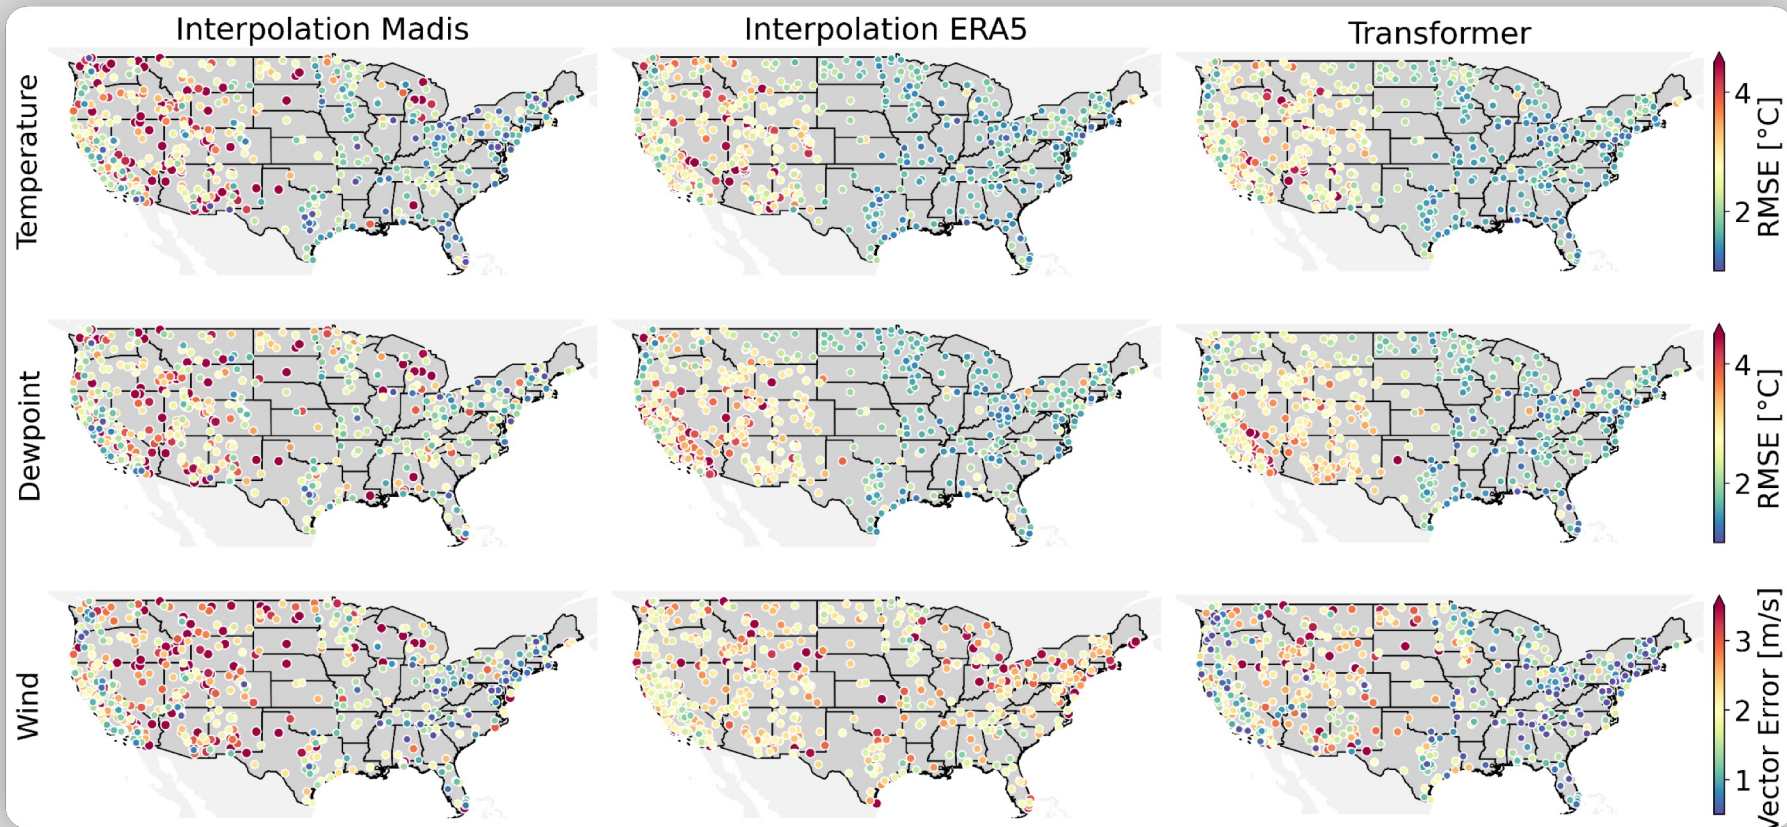 Interpolation Madis
Interpolation ERA5
Transformer
Temperature
4
2
RMSE [°C]
Dewpoint
4
2
RMSE [°C]
Wind
3
2
1
Vector Error [m/s]